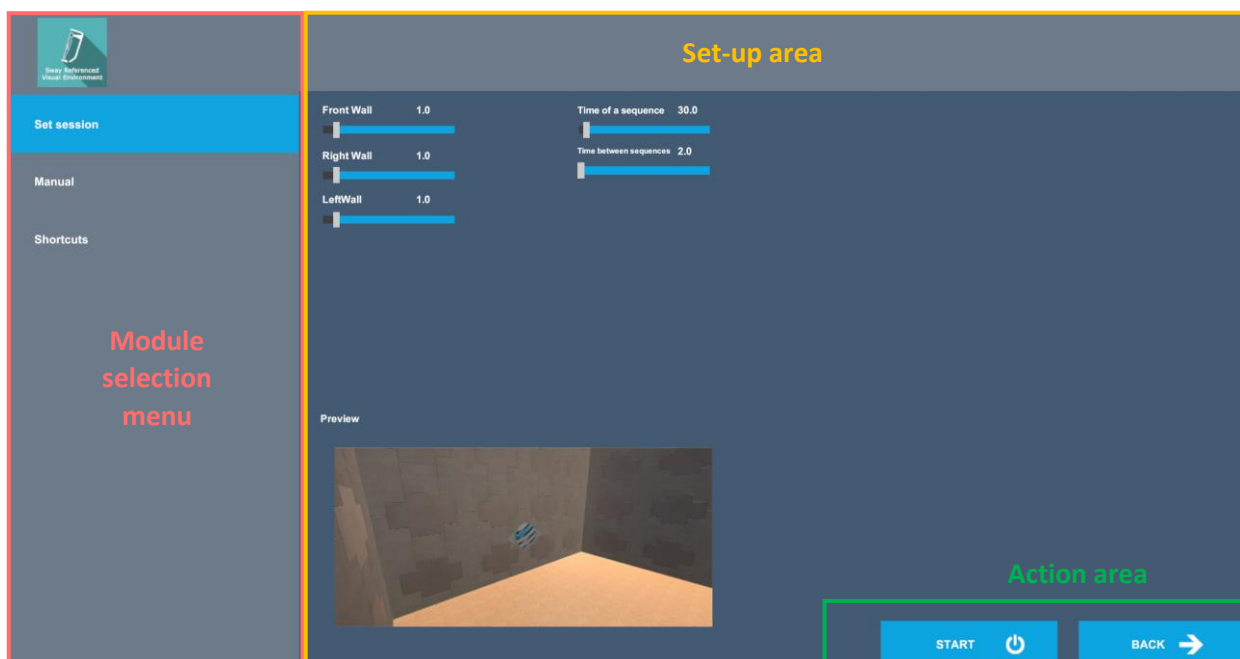 Sway Referenced
Visual Environment
Set session
Manual
Shortcuts
Module
selection
menu
Set-up area
Front Wall 1.0
Right Wall 1.0
LeftWall 1.0
Time of a sequence 30.0
Time between sequences 2.0
Preview
Action area
START
BACK